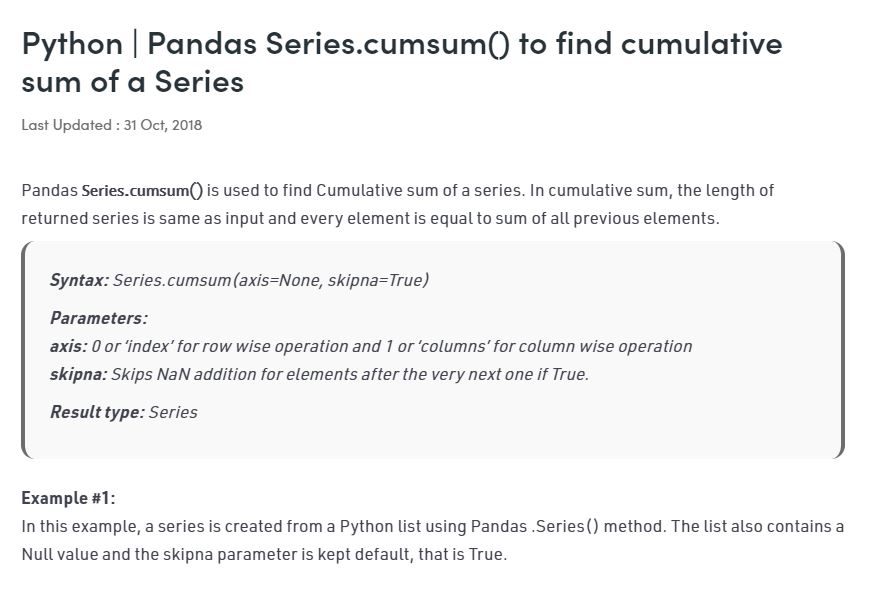 Python | Pandas Series.cumsum() to find cumulative
sum of a Series
Last Updated : 31 Oct, 2018
Pandas Series.cumsum() is used to find Cumulative sum of a series. In cumulative sum, the length of
returned series is same as input and every element is equal to sum of all previous elements.
Syntax: Series.cumsum(axis=None, skipna=True)
Parameters:
axis: 0 or ‘index’ for row wise operation and 1 or ‘columns’ for column wise operation
skipna: Skips NaN addition for elements after the very next one if True.
Result type: Series
Example #1:
In this example, a series is created from a Python list using Pandas .Series() method. The list also contains a
Null value and the skipna parameter is kept default, that is True.